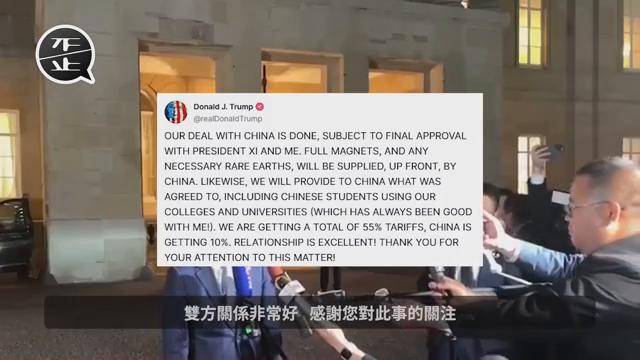 歪止
Donald J. Trump
@realDonaldTrump
OUR DEAL WITH CHINA IS DONE, SUBJECT TO FINAL APPROVAL
WITH PRESIDENT XI AND ME. FULL MAGNETS, AND ANY
NECESSARY RARE EARTHS, WILL BE SUPPLIED, UP FRONT, BY
CHINA. LIKEWISE, WE WILL PROVIDE TO CHINA WHAT WAS
AGREED TO, INCLUDING CHINESE STUDENTS USING OUR
COLLEGES AND UNIVERSITIES (WHICH HAS ALWAYS BEEN GOOD
WITH ME!). WE ARE GETTING A TOTAL OF 55% TARIFFS, CHINA IS
GETTING 10%. RELATIONSHIP IS EXCELLENT! THANK YOU FOR
YOUR ATTENTION TO THIS MATTER!
雙方關係非常好 感謝您對此事的關注